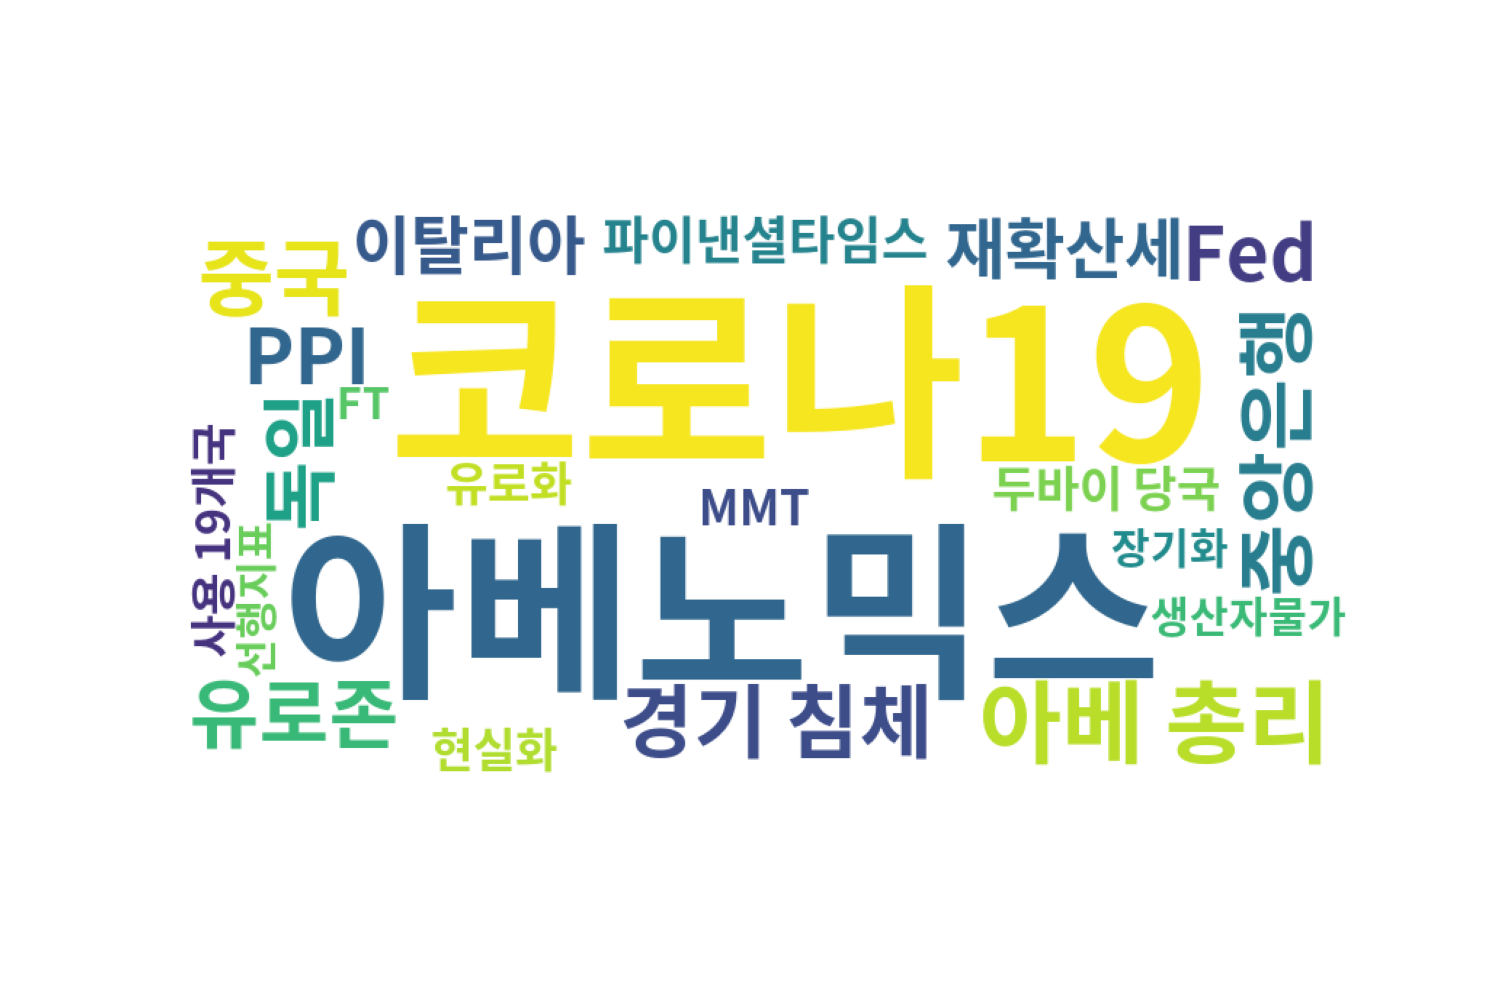 이탈리아
파이낸셜타임스
재확산세
Fed
중국
코로나19
PPI
FT
독일
중앙은행
사용 19개국
유로화
MMT
두바이 당국
선행지표
아베노믹스
장기화
생산자물가
유로존
현실화
경기 침체
아베 총리